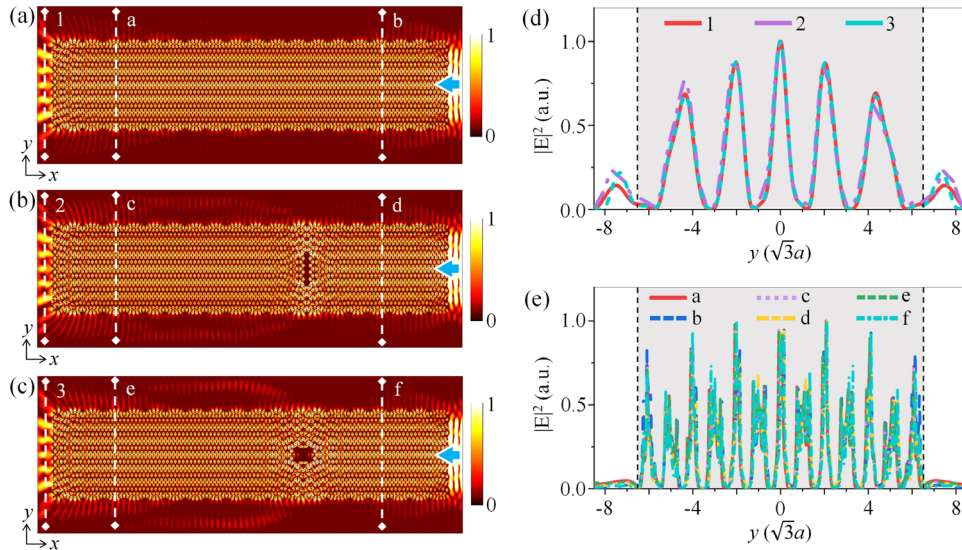 (a)
1
a
b
1
0
y
x
(b)
2
c
d
1
0
y
x
(c)
3
e
f
1
0
y
x
(d)
1 2 3
1.0
0.5
0.0
|E|² (a.u.)
-8 -4 0 4 8
y (√3a)
(e)
a c e
b d f
1.0
0.5
0.0
|E|² (a.u.)
-8 -4 0 4 8
y (√3a)